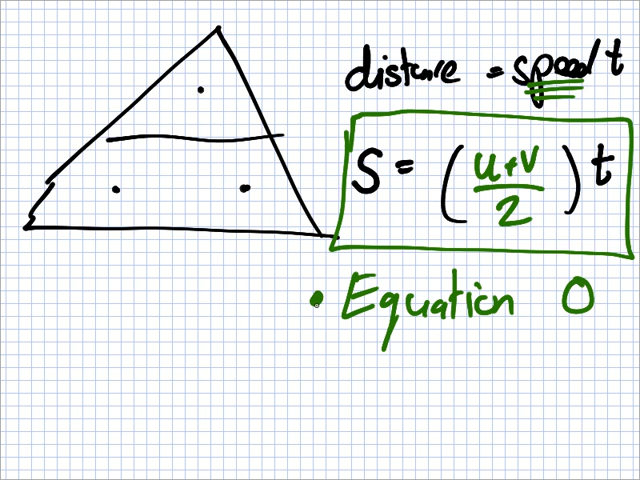 distance = speed / t
S = (u+v/2) t
• Equation 0